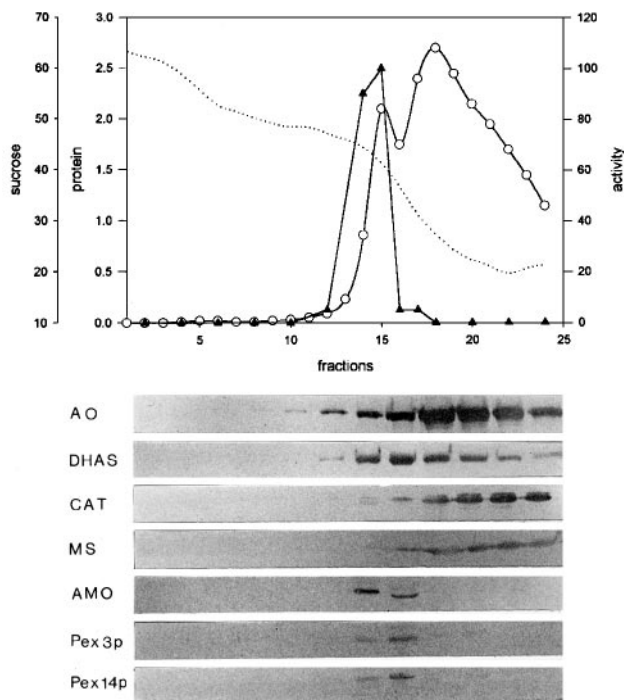 70 3.0 120
60 2.5 100
50 2.0 80
40 1.5 60
30 1.0 40
20 0.5 20
10 0.0 0
sucrose
protein
activity
5 10 15 20 25
fractions
AO
DHAS
CAT
MS
AMO
Pex3p
Pex14p